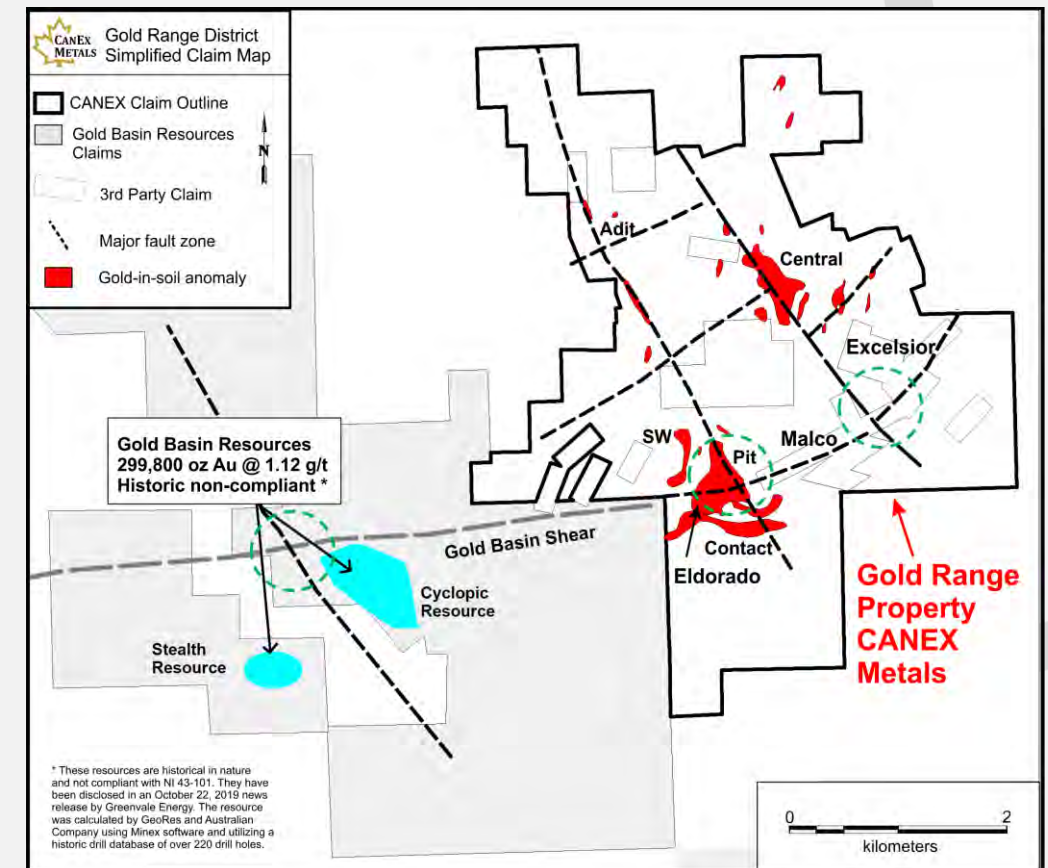 CANEX
METALS
Gold Range District
Simplified Claim Map
CANEX Claim Outline
Gold Basin Resources
Claims
N
3rd Party Claim
Major fault zone
Gold-in-soil anomaly
Adit
Central
Excelsior
SW
Pit
Malco
Contact
Eldorado
Gold Basin Resources
299,800 oz Au @ 1.12 g/t
Historic non-compliant *
Gold Basin Shear
Cyclopic
Resource
Stealth
Resource
Gold Range
Property
CANEX
Metals
* These resources are historical in nature
and not compliant with NI 43-101. They have
been disclosed in an October 22, 2019 news
release by Greenvale Energy. The resource
was calculated by GeoRes and Australian
Company using Minex software and utilizing a
historic drill database of over 220 drill holes.
0 2
kilometers